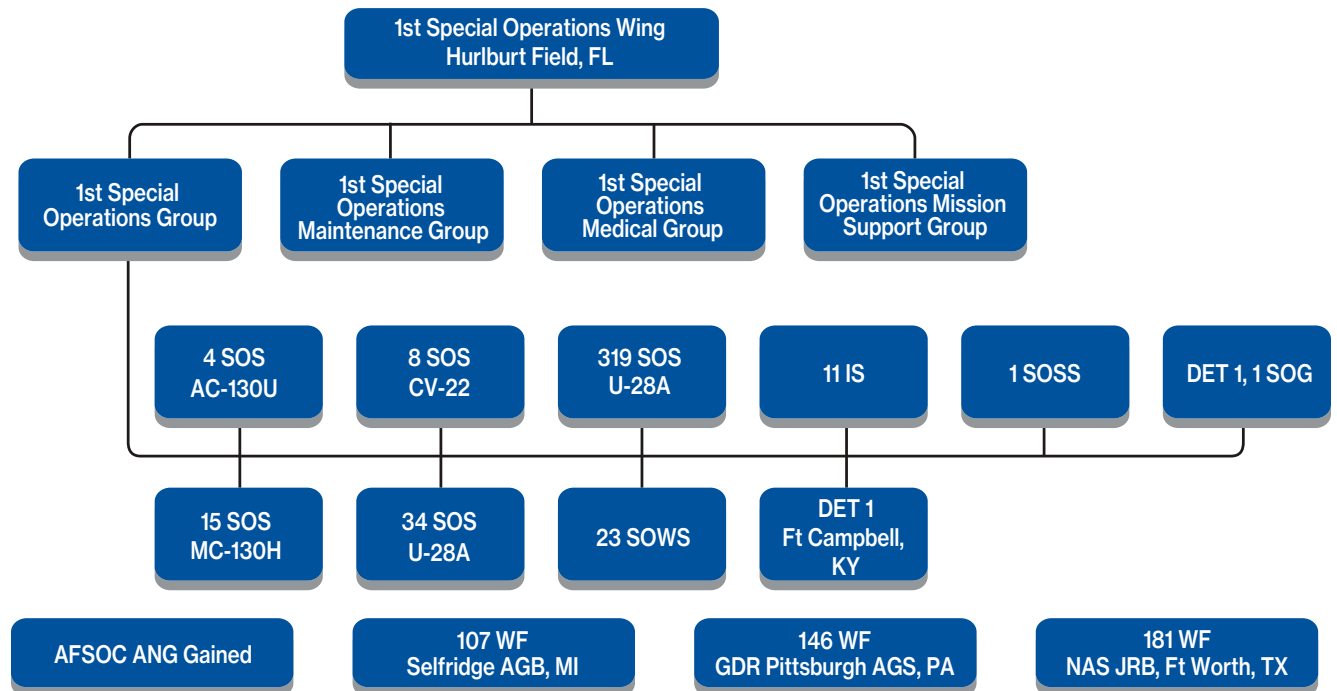 1st Special Operations Wing
Hurlburt Field, FL
1st Special
Operations Group
1st Special
Operations
Maintenance Group
1st Special
Operations
Medical Group
1st Special
Operations Mission
Support Group
4 SOS
AC-130U
8 SOS
CV-22
319 SOS
U-28A
11 IS
1 SOSS
DET 1, 1 SOG
15 SOS
MC-130H
34 SOS
U-28A
23 SOWS
DET 1
Ft Campbell,
KY
AFSOC ANG Gained
107 WF
Selfridge AGB, MI
146 WF
GDR Pittsburgh AGS, PA
181 WF
NAS JRB, Ft Worth, TX